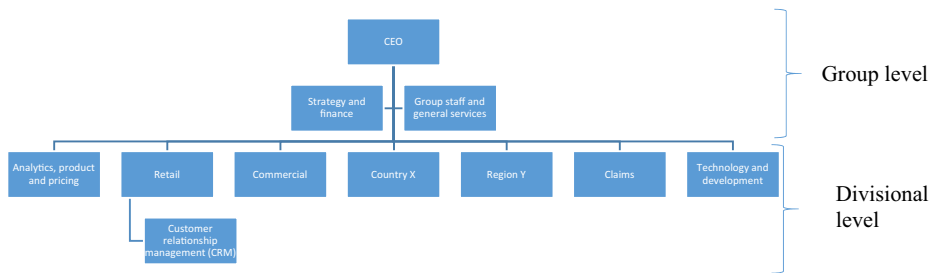 CEO
Group level
Strategy and
finance
Group staff and
general services
Analytics, product
and pricing
Retail
Commercial
Country X
Region Y
Claims
Technology and
development
Divisional
level
Customer
relationship
management (CRM)